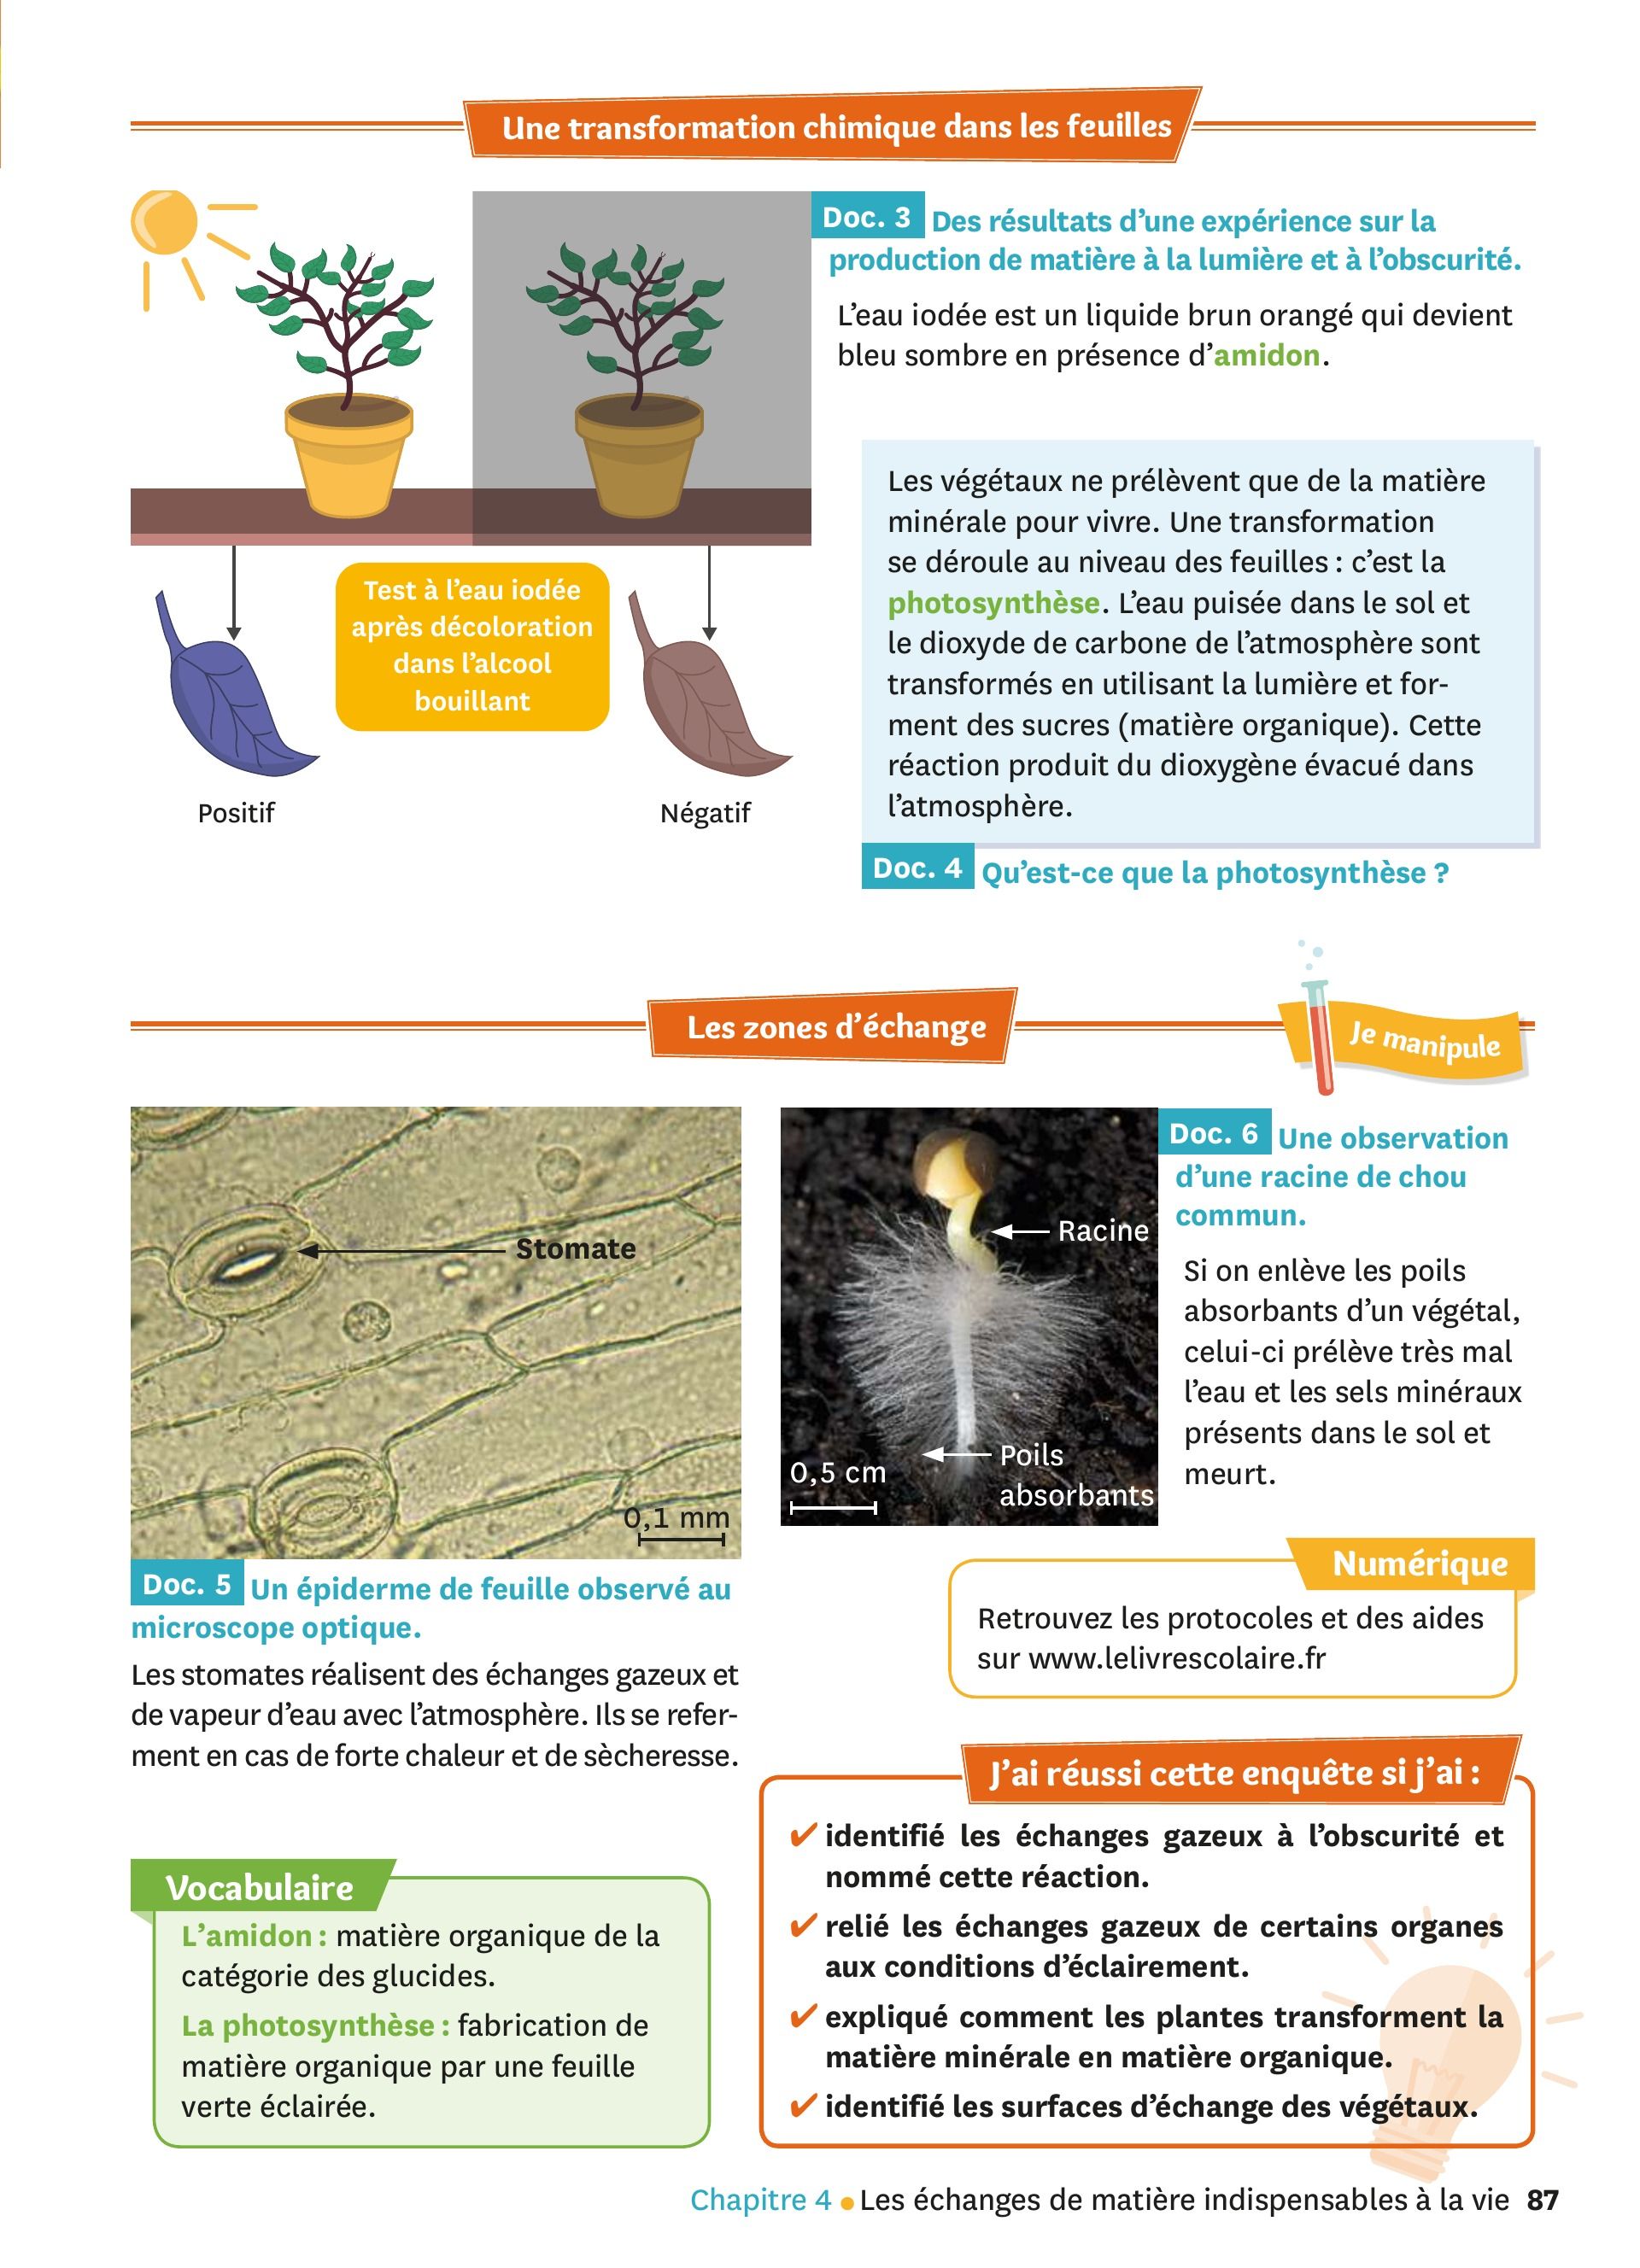 Une transformation chimique dans les feuilles
Doc. 3 Des résultats d’une expérience sur la
production de matière à la lumière et à l’obscurité.
L’eau iodée est un liquide brun orangé qui devient
bleu sombre en présence d’amidon.
Test à l’eau iodée
après décoloration
dans l’alcool
bouillant
Positif
Négatif
Les végétaux ne prélèvent que de la matière
minérale pour vivre. Une transformation
se déroule au niveau des feuilles : c’est la
photosynthèse. L’eau puisée dans le sol et
le dioxyde de carbone de l’atmosphère sont
transformés en utilisant la lumière et for-
ment des sucres (matière organique). Cette
réaction produit du dioxygène évacué dans
l’atmosphère.
Doc. 4 Qu’est-ce que la photosynthèse ?
Les zones d’échange
Je manipule
Stomate
0,1 mm
Doc. 5 Un épiderme de feuille observé au
microscope optique.
Les stomates réalisent des échanges gazeux et
de vapeur d’eau avec l’atmosphère. Ils se refer-
ment en cas de forte chaleur et de sècheresse.
Racine
Poils
absorbants
0,5 cm
Doc. 6 Une observation
d’une racine de chou
commun.
Si on enlève les poils
absorbants d’un végétal,
celui-ci prélève très mal
l’eau et les sels minéraux
présents dans le sol et
meurt.
Numérique
Retrouvez les protocoles et des aides
sur www.lelivrescolaire.fr
Vocabulaire
L’amidon : matière organique de la
catégorie des glucides.
La photosynthèse : fabrication de
matière organique par une feuille
verte éclairée.
J’ai réussi cette enquête si j’ai :
✔ identifié les échanges gazeux à l’obscurité et
nommé cette réaction.
✔ relié les échanges gazeux de certains organes
aux conditions d’éclairement.
✔ expliqué comment les plantes transforment la
matière minérale en matière organique.
✔ identifié les surfaces d’échange des végétaux.
Chapitre 4 • Les échanges de matière indispensables à la vie 87